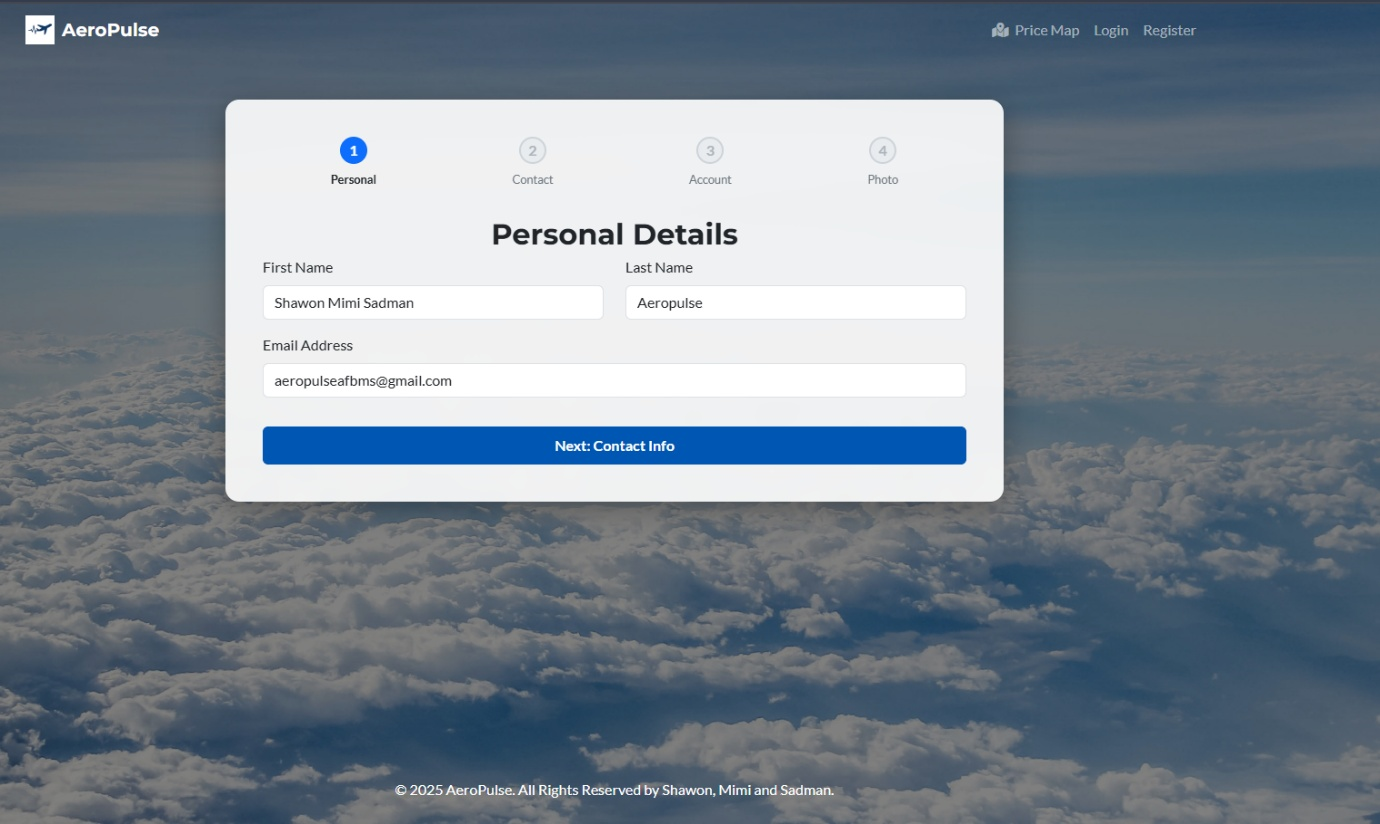 AeroPulse
Price Map Login Register
1 2 3 4
Personal Contact Account Photo
Personal Details
First Name Last Name
Shawon Mimi Sadman Aeropulse
Email Address
aeropulseafbms@gmail.com
Next: Contact Info
© 2025 AeroPulse. All Rights Reserved by Shawon, Mimi and Sadman.